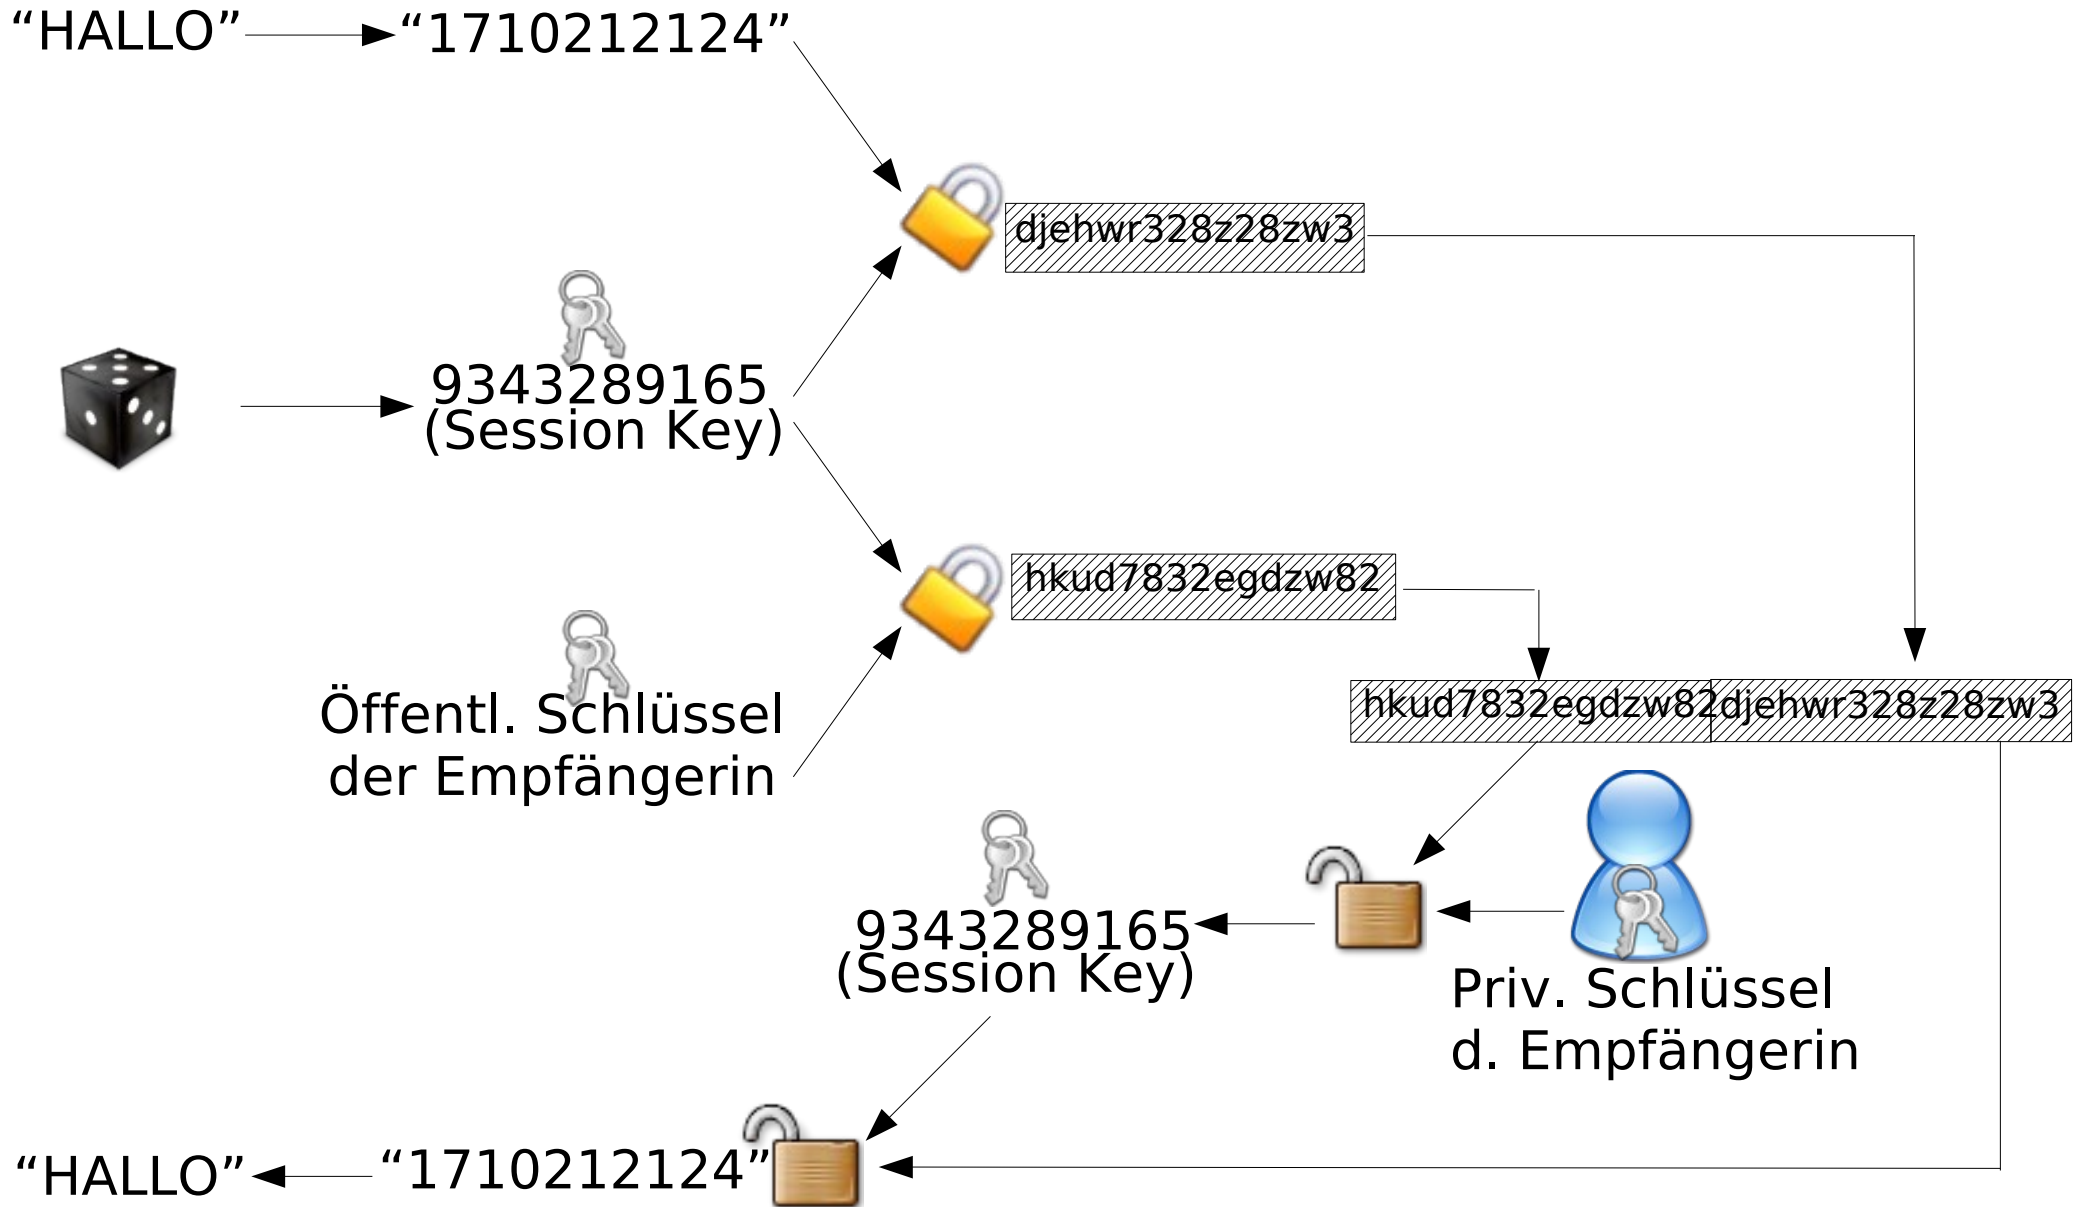 “HALLO”
“1710212124”
djehwr328z28zw3
9343289165
(Session Key)
hkud7832egdzw82
Öffentl. Schlüssel
der Empfängerin
hkud7832egdzw82djehwr328z28zw3
9343289165
(Session Key)
Priv. Schlüssel
d. Empfängerin
“HALLO”
“1710212124”